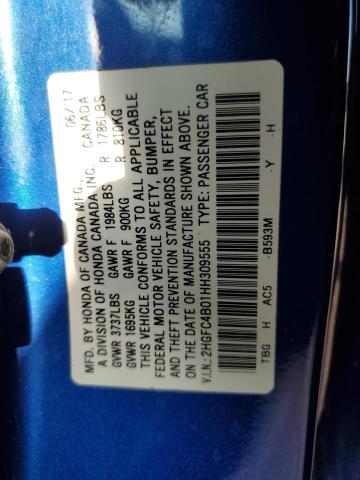 MFD. BY HONDA OF CANADA MFG., 06/17
A DIVISION OF HONDA CANADA INC., CANADA
GVWR 3737LBS GAWR F 1984LBS R 1786LBS
GVWR 1695KG GAWR F 900KG R 810KG
THIS VEHICLE CONFORMS TO ALL APPLICABLE
FEDERAL MOTOR VEHICLE SAFETY, BUMPER,
AND THEFT PREVENTION STANDARDS IN EFFECT
ON THE DATE OF MANUFACTURE SHOWN ABOVE.
V.I.N.: 2HGFC4B01HH309555 TYPE: PASSENGER CAR
TBG H AC5 -B593M -Y -H